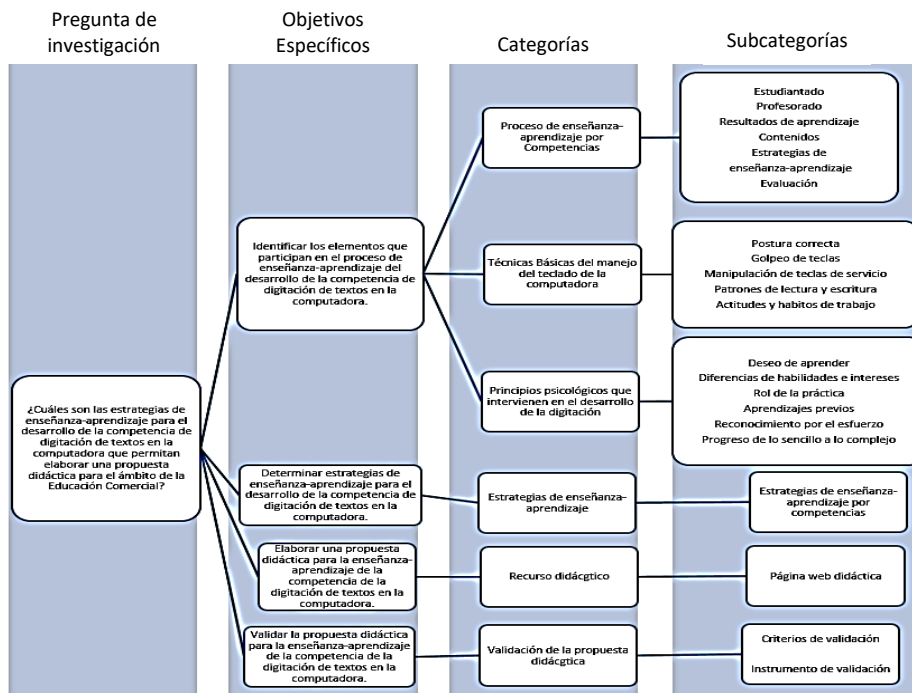 Pregunta de
investigación
Objetivos
Específicos
Categorías
Subcategorías
¿Cuáles son las estrategias de
enseñanza-aprendizaje para el
desarrollo de la competencia de
digitación de textos en la
computadora que permitan
elaborar una propuesta
didáctica para el ámbito de la
Educación Comercial?
Identificar los elementos que
participan en el proceso de
enseñanza-aprendizaje del
desarrollo de la competencia de
digitación de textos en la
computadora.
Proceso de enseñanza-
aprendizaje por
Competencias
Estudiantado
Profesorado
Resultados de aprendizaje
Contenidos
Estrategias de
enseñanza-aprendizaje
Evaluación
Técnicas Básicas del manejo
del teclado de la
computadora
Postura correcta
Golpeo de teclas
Manipulación de teclas de servicio
Patrones de lectura y escritura
Actitudes y habitos de trabajo
Principios psicológicos que
intervienen en el desarrollo
de la digitación
Deseo de aprender
Diferencias de habilidades e intereses
Rol de la práctica
Aprendizajes previos
Reconocimiento por el esfuerzo
Progreso de lo sencillo a lo complejo
Determinar estrategias de
enseñanza-aprendizaje para el
desarrollo de la competencia de
digitación de textos en la
computadora.
Estrategias de enseñanza-
aprendizaje
Estrategias de enseñanza-
aprendizaje por
competencias
Elaborar una propuesta
didáctica para la enseñanza-
aprendizaje de la
competencia de la
digitación de textos en la
computadora.
Recurso didácgtico
Página web didáctica
Validar la propuesta didáctica
para la enseñanza-aprendizaje
de la competencia de la
digitación de textos en la
computadora.
Validación de la propuesta
didácgtica
Criterios de validación
Instrumento de validación